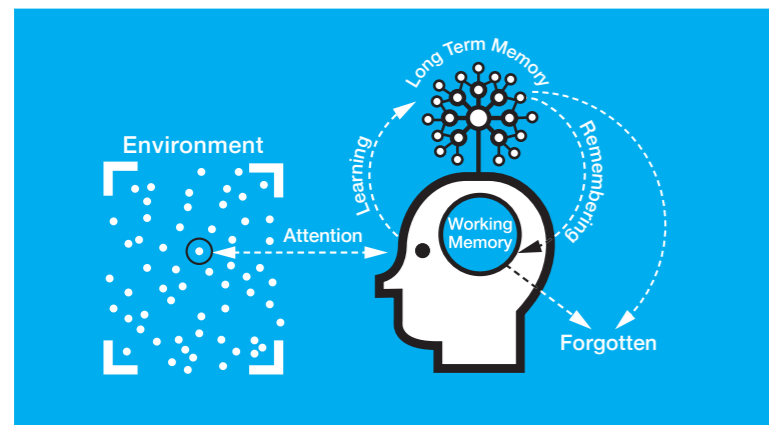 Long Term Memory
Environment
Learning
Remembering
Attention
Working
Memory
Forgotten